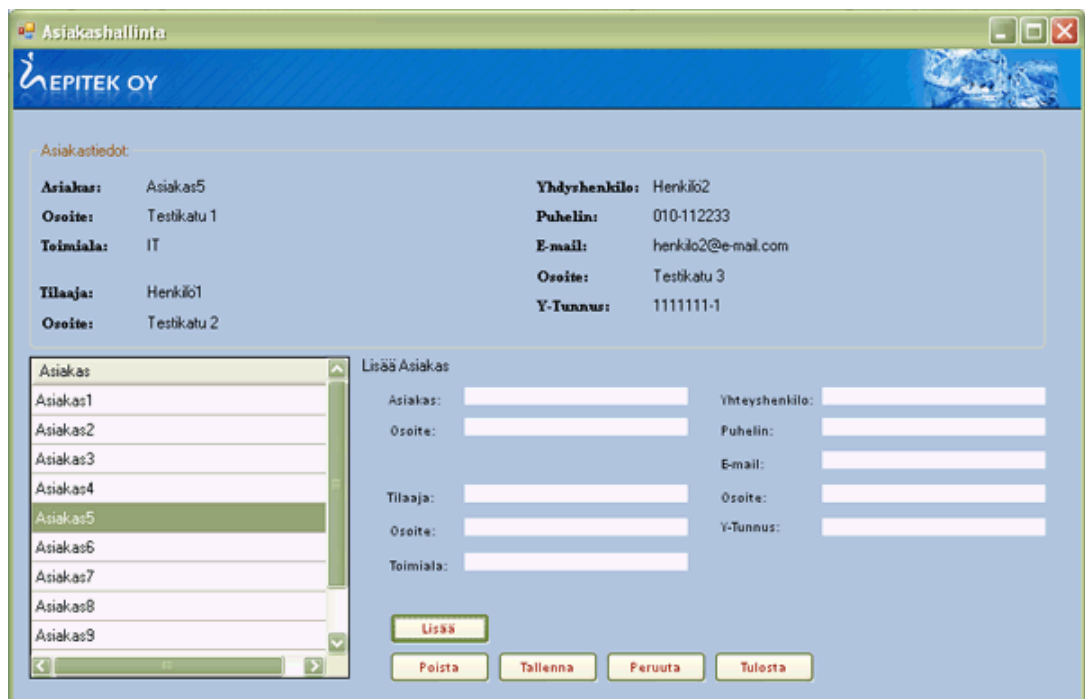 Asiakashallinta
EPITEK OY
Asiakastiedot:
Asiakas: Asiakas5
Osoite: Testikatu 1
Toimiala: IT
Tilaaja: Henkilö1
Osoite: Testikatu 2
Yhdyshenkilo: Henkilö2
Puhelin: 010-112233
E-mail: henkilo2@e-mail.com
Osoite: Testikatu 3
Y-Tunnus: 1111111-1
Asiakas
Asiakas1
Asiakas2
Asiakas3
Asiakas4
Asiakas5
Asiakas6
Asiakas7
Asiakas8
Asiakas9
Lisää Asiakas
Asiakas:
Osoite:
Tilaaja:
Osoite:
Toimiala:
Yhteyshenkilo:
Puhelin:
E-mail:
Osoite:
Y-Tunnus:
Lisää
Poista Tallenna Peruuta Tulosta